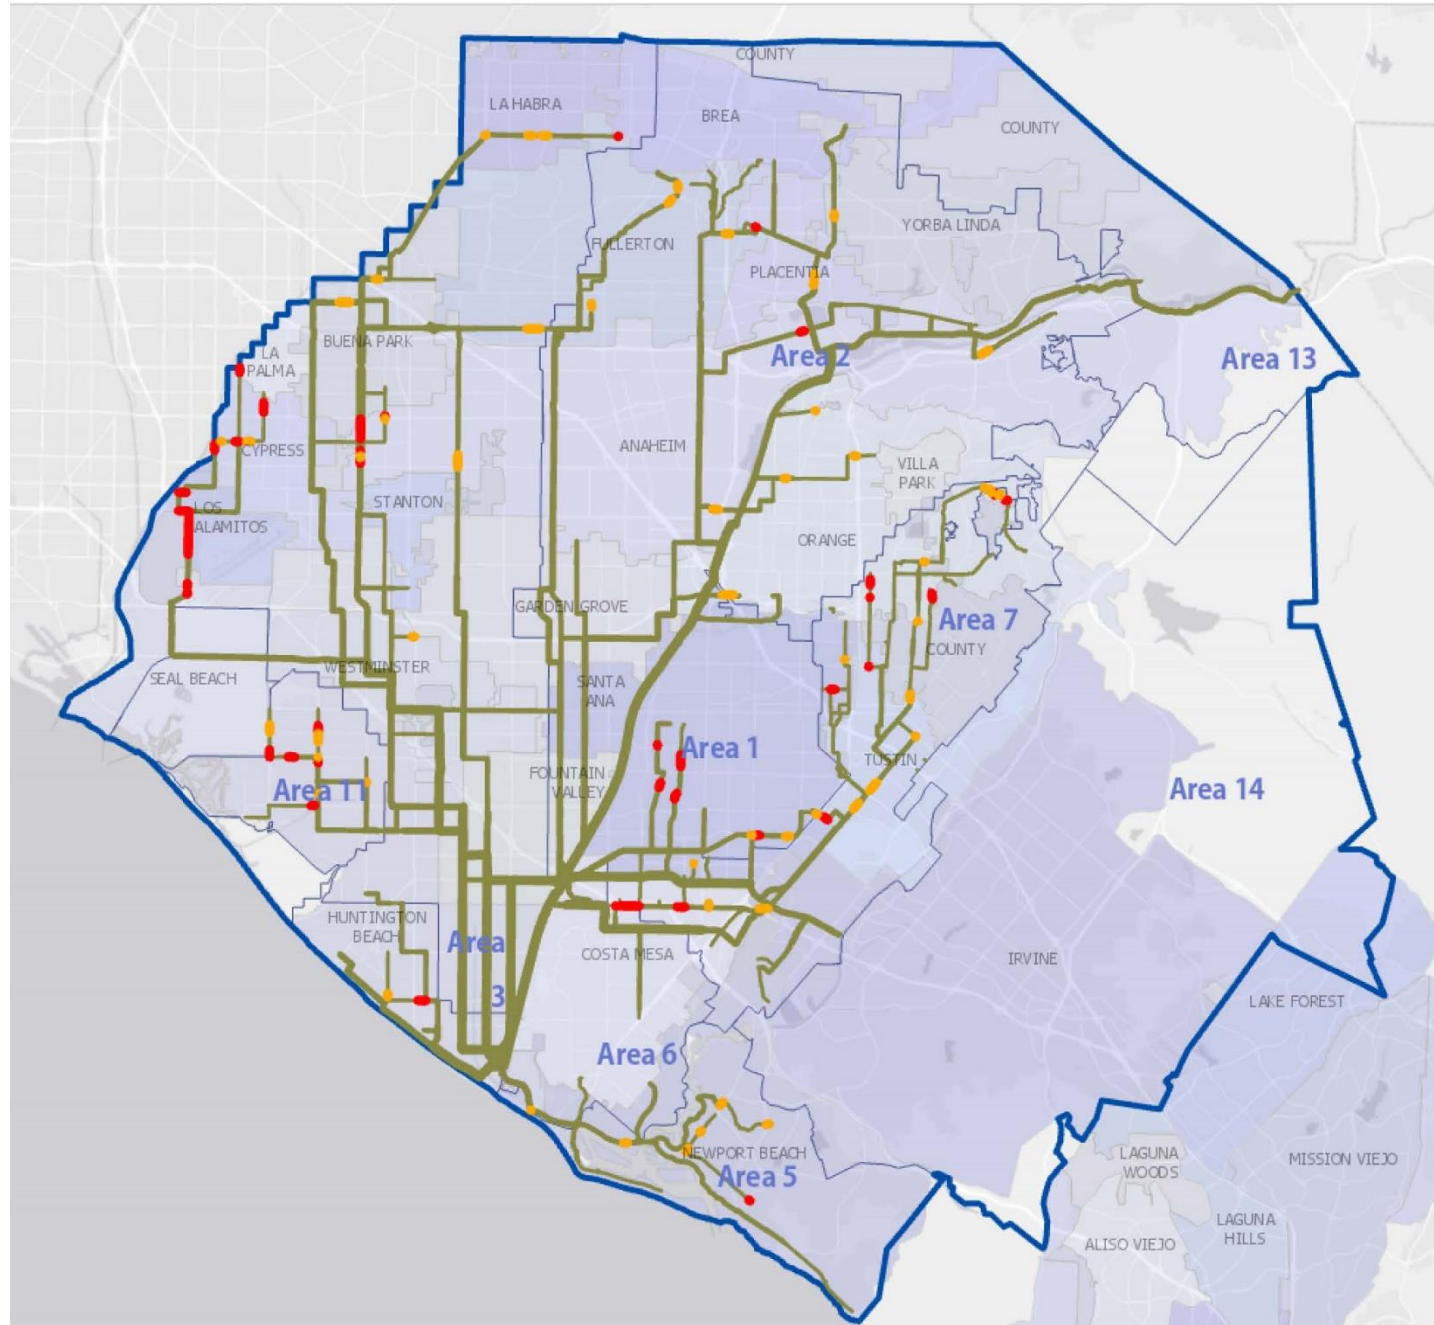 COUNTY
LA HABRA
BREA
COUNTY
YORBA LINDA
FULLERTON
PLACENTIA
BUENA PARK
LA
PALMA
Area 2
Area 13
CYPRESS
ANAHEIM
VILLA
PARK
STANTON
LOS
ALAMITOS
ORANGE
GARDEN GROVE
Area 7
COUNTY
WESTMINSTER
SEAL BEACH
SANTA
ANA
Area 1
TUSTIN
FOUNTAIN
VALLEY
Area 11
Area 14
HUNTINGTON
BEACH
Area
3
COSTA MESA
IRVINE
LAKE FOREST
Area 6
NEWPORT BEACH
Area 5
LAGUNA
WOODS
MISSION VIEJO
LAGUNA
HILLS
ALISO VIEJO